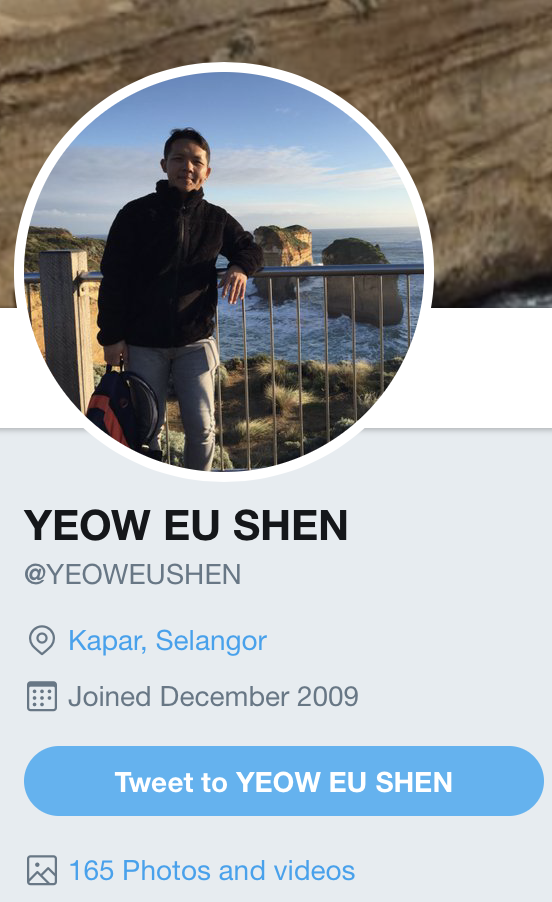 YEOW EU SHEN
@YEOWEUSHEN
Kapar, Selangor
Joined December 2009
Tweet to YEOW EU SHEN
165 Photos and videos